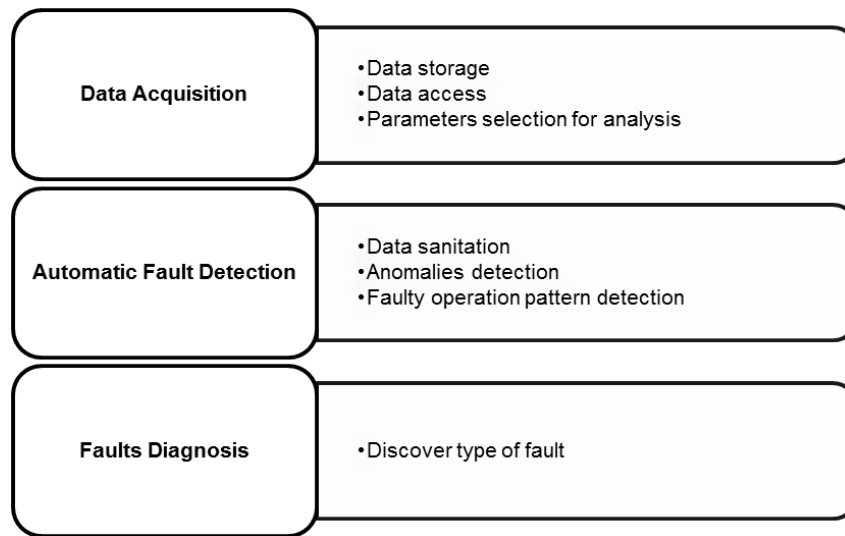 Data Acquisition
•Data storage
•Data access
•Parameters selection for analysis
Automatic Fault Detection
•Data sanitation
•Anomalies detection
•Faulty operation pattern detection
Faults Diagnosis
•Discover type of fault